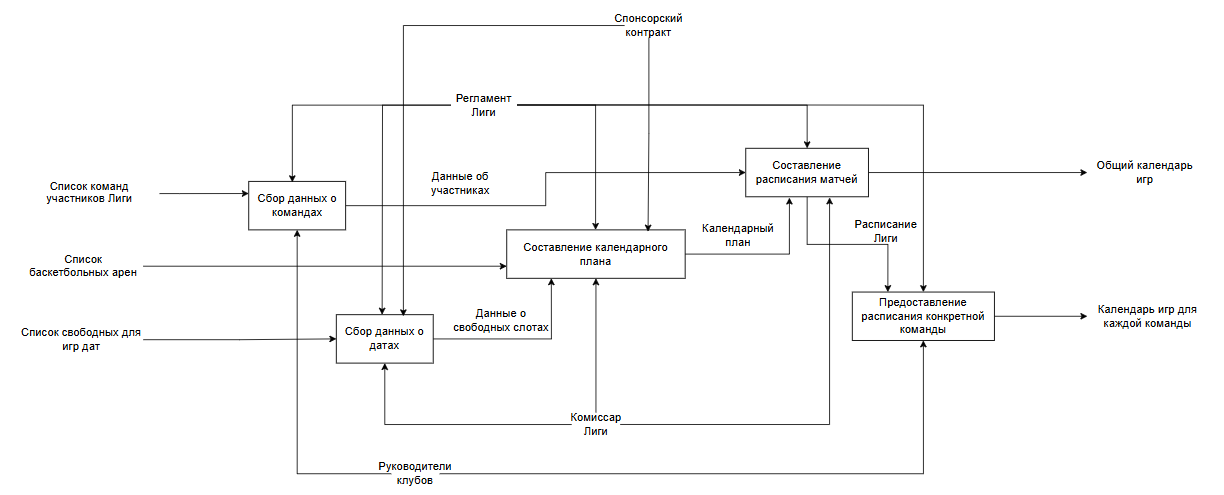 Спонсорский
контракт
Регламент
Лиги
Составление
расписания матчей
Общий календарь
игр
Список команд
участников Лиги
Данные об
участниках
Сбор данных о
командах
Календарный
план
Расписание
Лиги
Список
баскетбольных арен
Составление календарного
плана
Предоставление
расписания конкретной
команды
Календарь игр для
каждой команды
Список свободных для
игр дат
Сбор данных о
датах
Данные о
свободных слотах
Комиссар
Лиги
Руководители
клубов